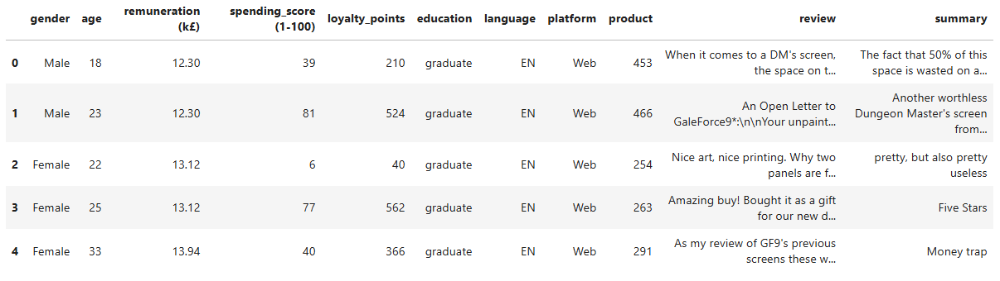 gender age remuneration (k£) spending_score (1-100) loyalty_points education language platform product review summary
0 Male 18 12.30 39 210 graduate EN Web 453 When it comes to a DM's screen, the space on t... The fact that 50% of this space is wasted on a...
1 Male 23 12.30 81 524 graduate EN Web 466 An Open Letter to GaleForce9*:\n\nYour unpaint... Another worthless Dungeon Master's screen from...
2 Female 22 13.12 6 40 graduate EN Web 254 Nice art, nice printing. Why two panels are f... pretty, but also pretty useless
3 Female 25 13.12 77 562 graduate EN Web 263 Amazing buy! Bought it as a gift for our new d... Five Stars
4 Female 33 13.94 40 366 graduate EN Web 291 As my review of GF9's previous screens these w... Money trap